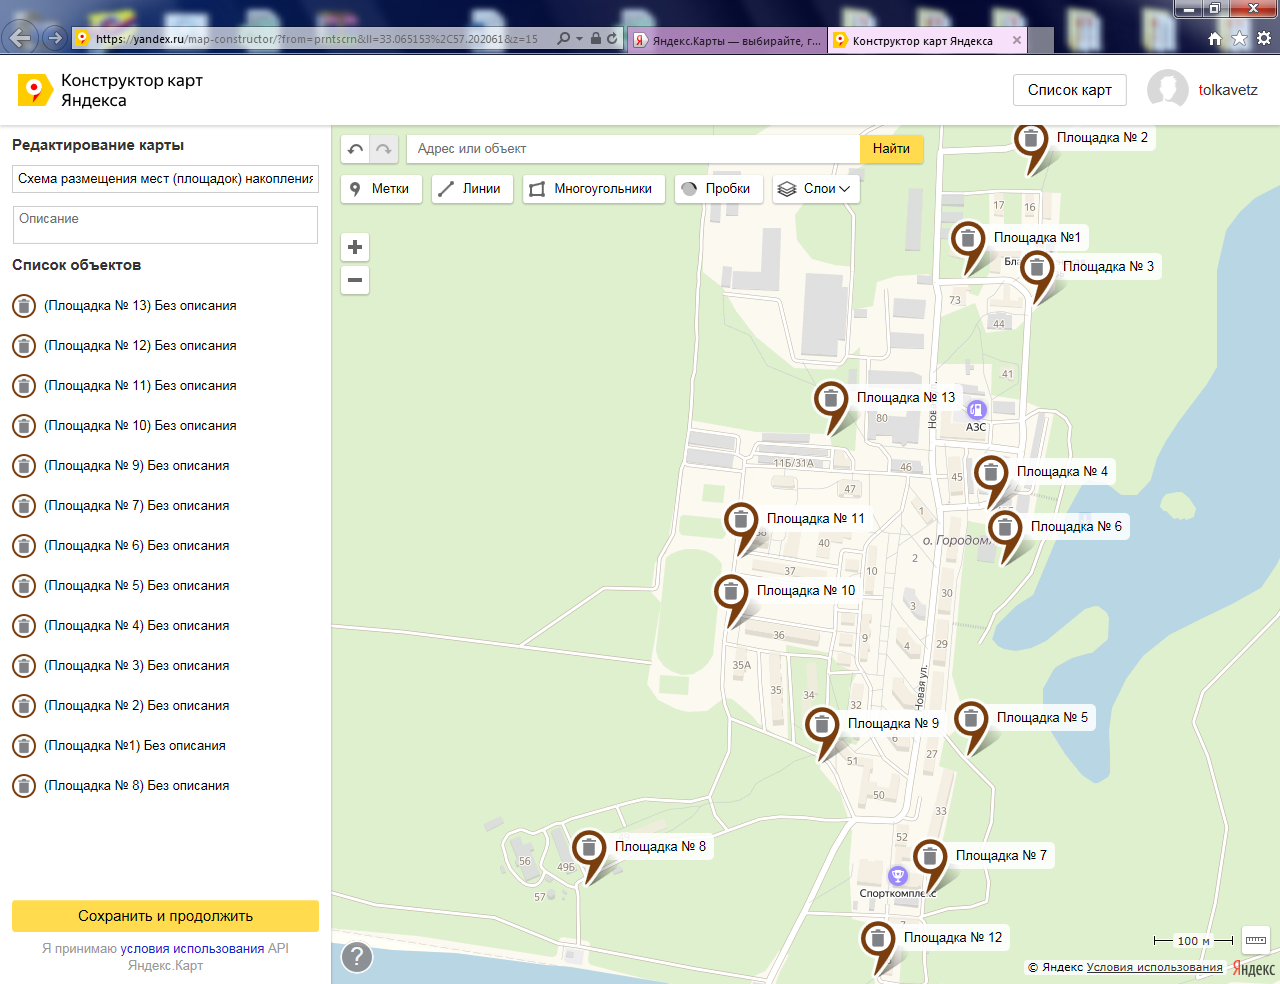 https://yandex.ru/map-constructor/?from=prntscrn&ll=33.065153%2C57.202061&z=15
Яндекс.Карты — выбирайте, г...
Конструктор карт Яндекса
Конструктор карт
Яндекса
Список карт
tolkavetz
Редактирование карты
Схема размещения мест (площадок) накопления
Описание
Список объектов
(Площадка № 13) Без описания
(Площадка № 12) Без описания
(Площадка № 11) Без описания
(Площадка № 10) Без описания
(Площадка № 9) Без описания
(Площадка № 7) Без описания
(Площадка № 6) Без описания
(Площадка № 5) Без описания
(Площадка № 4) Без описания
(Площадка № 3) Без описания
(Площадка № 2) Без описания
(Площадка №1) Без описания
(Площадка № 8) Без описания
Сохранить и продолжить
Я принимаю условия использования API
Яндекс.Карт
Адрес или объект
Найти
Метки
Линии
Многоугольники
Пробки
Слои
Площадка № 2
17
16
Площадка №1
Площадка № 3
73
44
41
Площадка № 13
80
АЗС
11Б/31А
46
45
Площадка № 4
47
Площадка № 11
1
Площадка № 6
о. Городом
40
2
37
10
Площадка № 10
30
3
36
9
4
29
35А
35
34
32
Новая ул.
Площадка № 9
Площадка № 5
6
27
51
50
33
52
Площадка № 8
56
49Б
57
Площадка № 7
Спорткомплекс
7
Площадка № 12
100 м
© Яндекс Условия использования
Яндекс